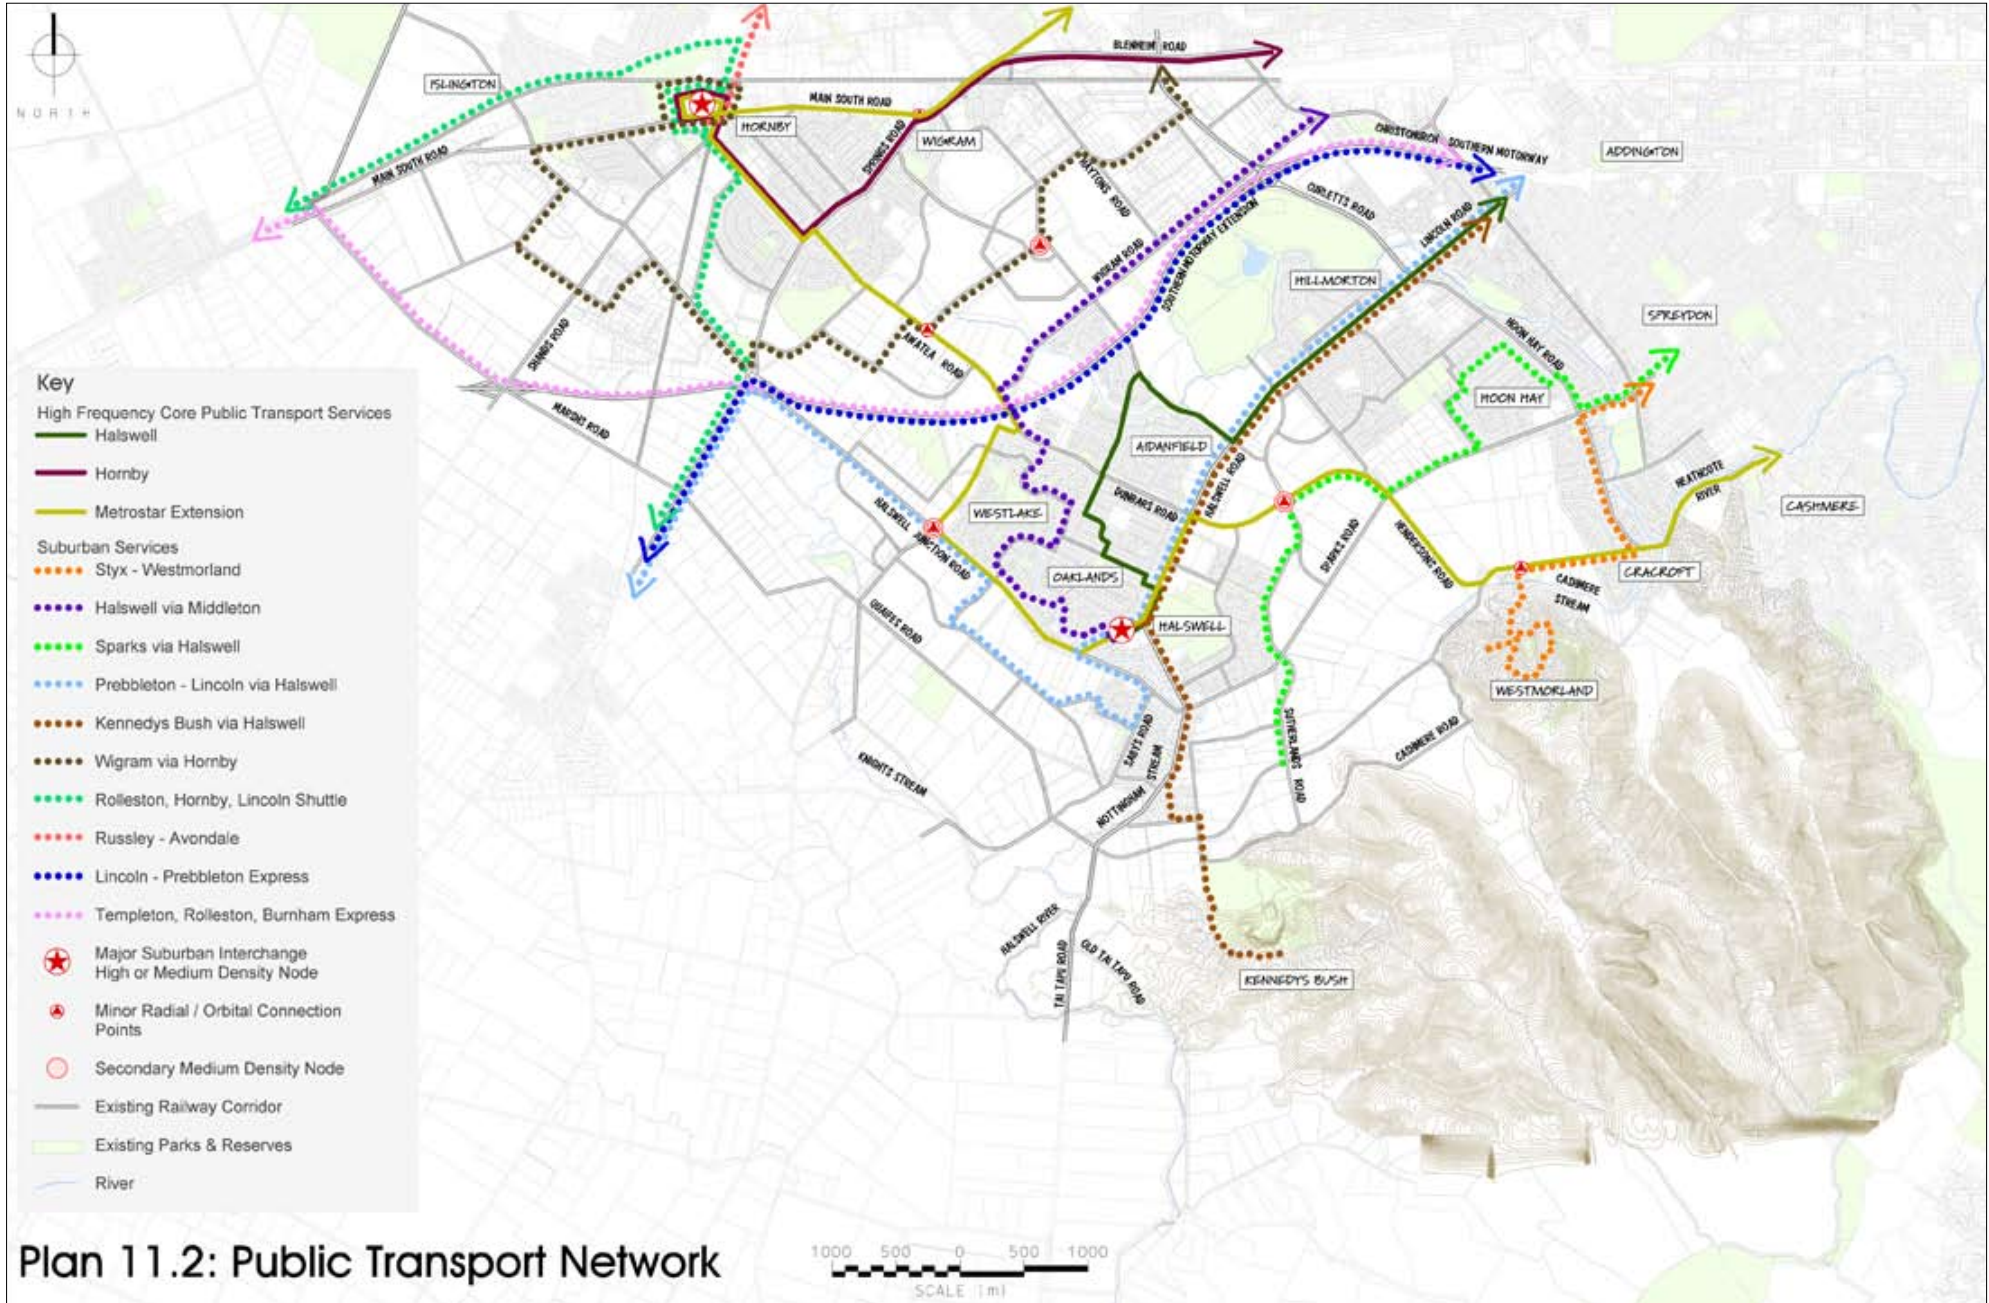 BLENHEIM ROAD
ISLINGTON
NORTH
MAIN SOUTH ROAD
HORNBY
WIGRAM
SPRINGS ROAD
CHRISTCHURCH SOUTHERN MOTORWAY
ADDINGTON
MAIN SOUTH ROAD
HAYTONS ROAD
CURLETTS ROAD
LINCOLN ROAD
WIGRAM ROAD
SOUTHERN MOTORWAY EXTENSION
HILLMORTON
SPREYDON
SHANDS ROAD
AWATEA ROAD
HOON HAY ROAD
MARSHS ROAD
HOON HAY
AIDANFIELD
HALSWELL ROAD
DUNBARS ROAD
HEATHCOTE
RIVER
CASHMERE
HALSWELL JUNCTION ROAD
WESTLAKE
SPARKS ROAD
HENDERSONS ROAD
OAKLANDS
CRACROFT
CASHMERE
STREAM
QUAIFES ROAD
HALSWELL
WESTMORLAND
SABYS ROAD
SUTHERLANDS ROAD
CASHMERE ROAD
KNIGHTS STREAM
NOTTINGHAM STREAM
HALSWELL RIVER
TAI TAPU ROAD
OLD TAI TAPU ROAD
KENNEDYS BUSH
Key
High Frequency Core Public Transport Services
Halswell
Hornby
Metrostar Extension
Suburban Services
Styx - Westmorland
Halswell via Middleton
Sparks via Halswell
Prebbleton - Lincoln via Halswell
Kennedys Bush via Halswell
Wigram via Hornby
Rolleston, Hornby, Lincoln Shuttle
Russley - Avondale
Lincoln - Prebbleton Express
Templeton, Rolleston, Burnham Express
Major Suburban Interchange
High or Medium Density Node
Minor Radial / Orbital Connection
Points
Secondary Medium Density Node
Existing Railway Corridor
Existing Parks & Reserves
River
Plan 11.2: Public Transport Network
1000 500 0 500 1000
SCALE (m)